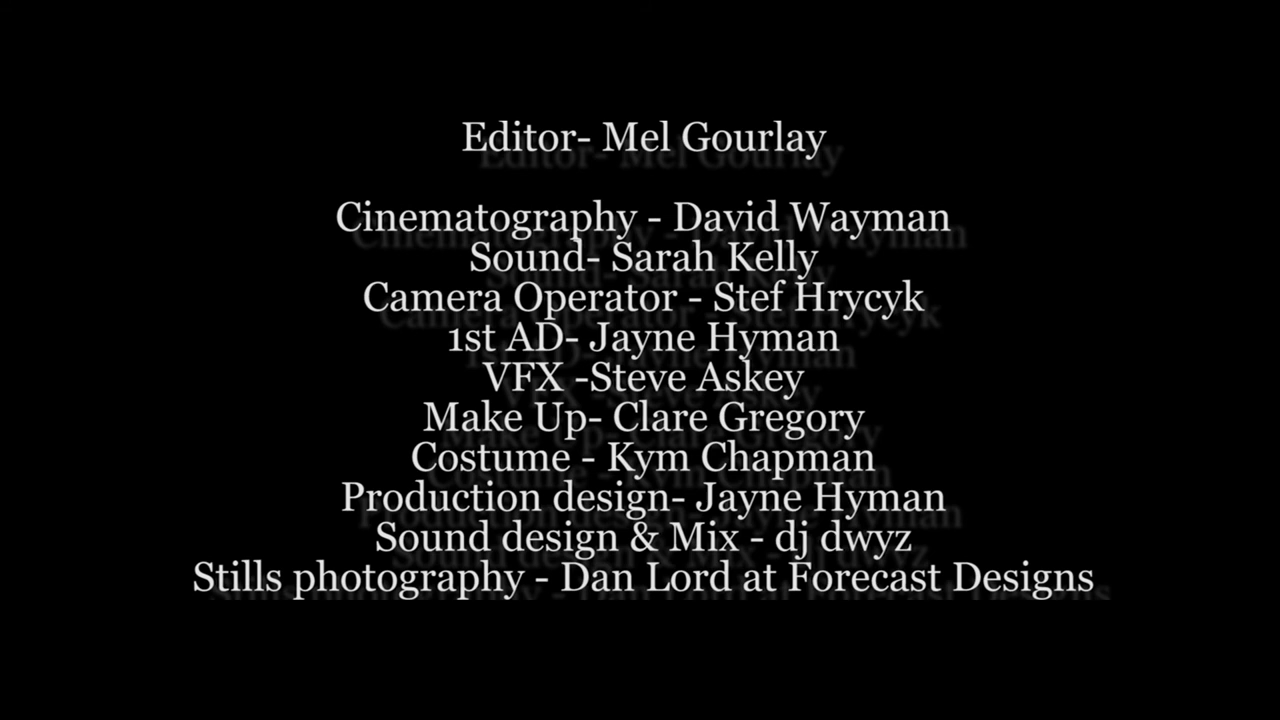 Editor- Mel Gourlay
Cinematography - David Wayman
Sound- Sarah Kelly
Camera Operator - Stef Hrycyk
1st AD- Jayne Hyman
VFX -Steve Askey
Make Up- Clare Gregory
Costume - Kym Chapman
Production design- Jayne Hyman
Sound design & Mix - dj dwyz
Stills photography - Dan Lord at Forecast Designs